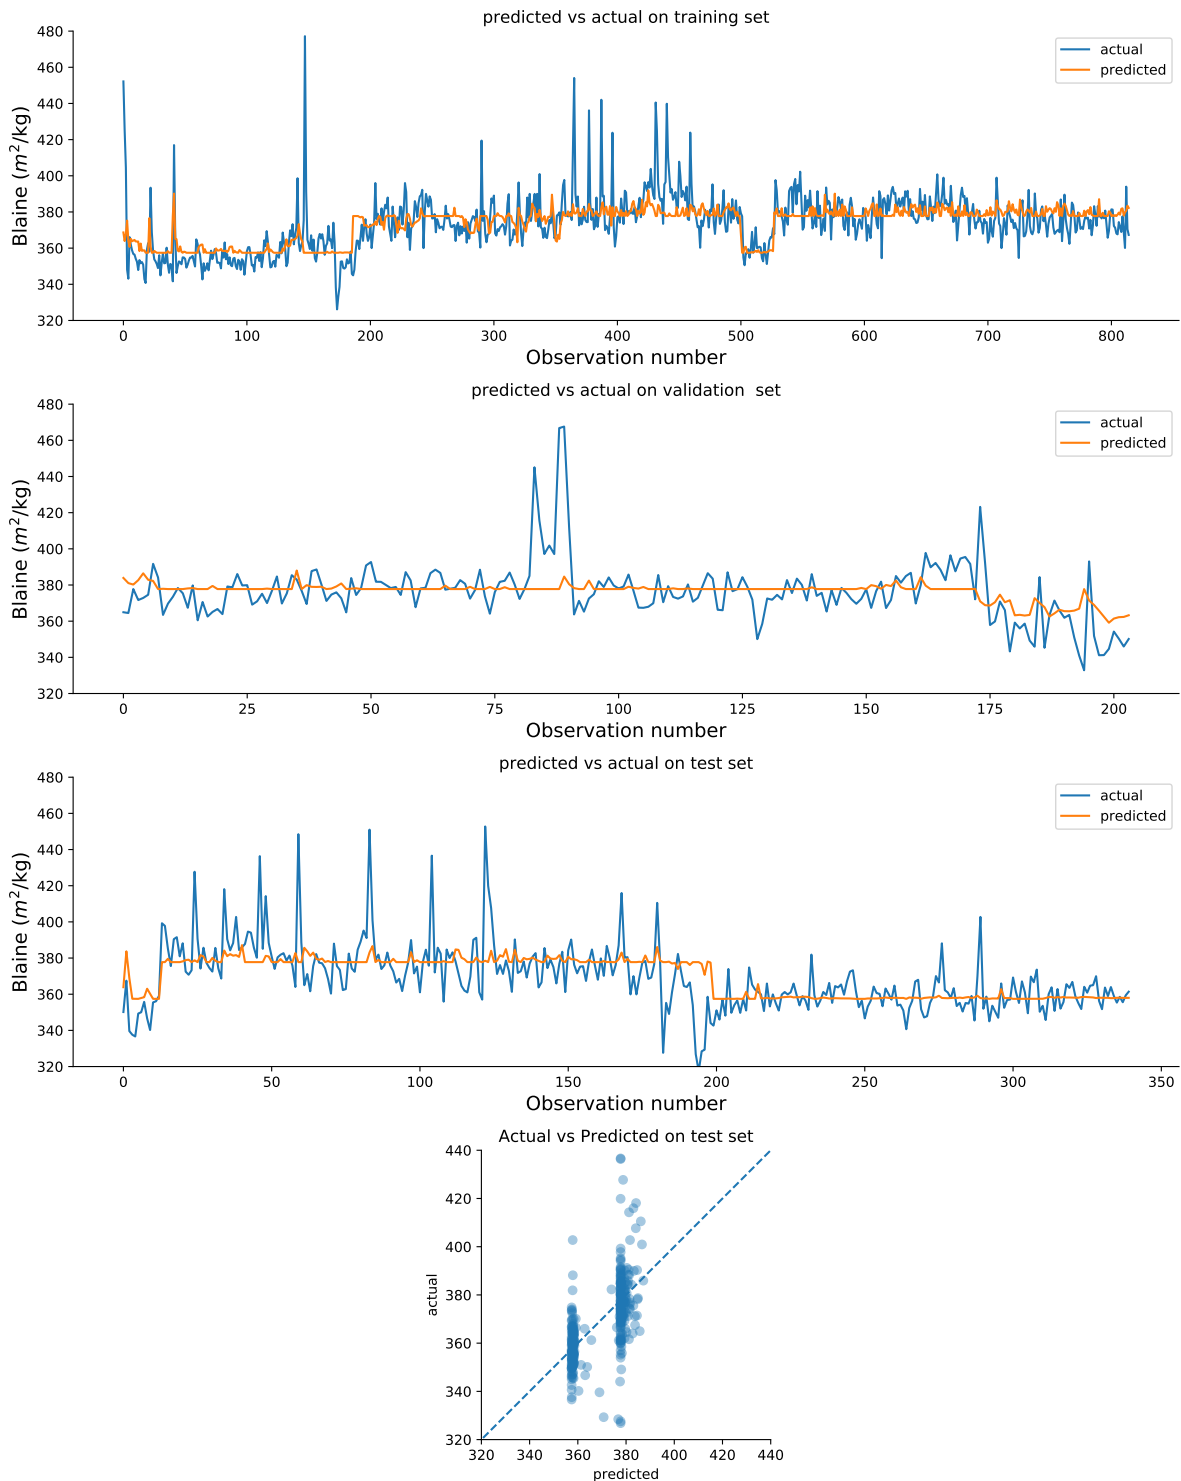 predicted vs actual on training set
480
460
440
420
400
380
360
340
320
Blaine (m²/kg)
actual
predicted
0 100 200 300 400 500 600 700 800
Observation number
predicted vs actual on validation  set
480
460
440
420
400
380
360
340
320
Blaine (m²/kg)
actual
predicted
0 25 50 75 100 125 150 175 200
Observation number
predicted vs actual on test set
480
460
440
420
400
380
360
340
320
Blaine (m²/kg)
actual
predicted
0 50 100 150 200 250 300 350
Observation number
Actual vs Predicted on test set
440
420
400
380
360
340
320
actual
320 340 360 380 400 420 440
predicted